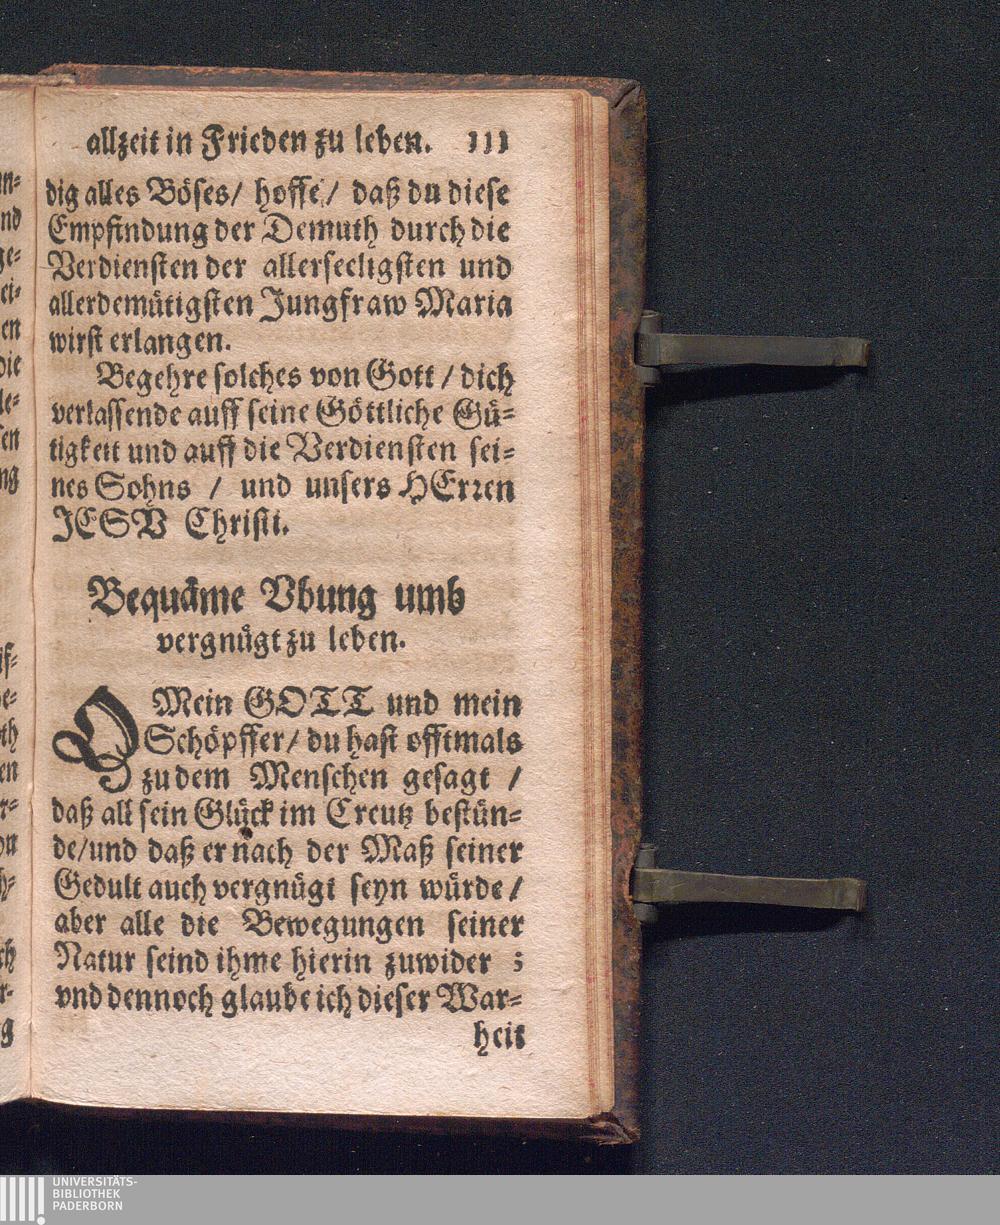 allzeit in Frieden zu leben. 111
dig alles Böses/ hoffe/ daß du diese
Empfindung der Demuth durch die
Verdiensten der allerseeligsten und
allerdemütigsten Jungfraw Maria
wirst erlangen.
Begehre solches von Gott / dich
verlassende auff seine Göttliche Gü-
tigkeit und auff die Verdiensten sei-
nes Sohns / und unsers HErren
JESV Christi.
Bequäme Vbung umb
vergnügt zu leben.
O Mein GOTT und mein
Schöpffer/ du hast offtmals
zu dem Menschen gesagt /
daß all sein Glück im Creutz bestün-
de/und daß er nach der Maß seiner
Gedult auch vergnügt seyn würde/
aber alle die Bewegungen seiner
Natur seind ihme hierin zuwider ;
vnd dennoch glaube ich dieser War-
heit
UNIVERSITÄTS-
BIBLIOTHEK
PADERBORN